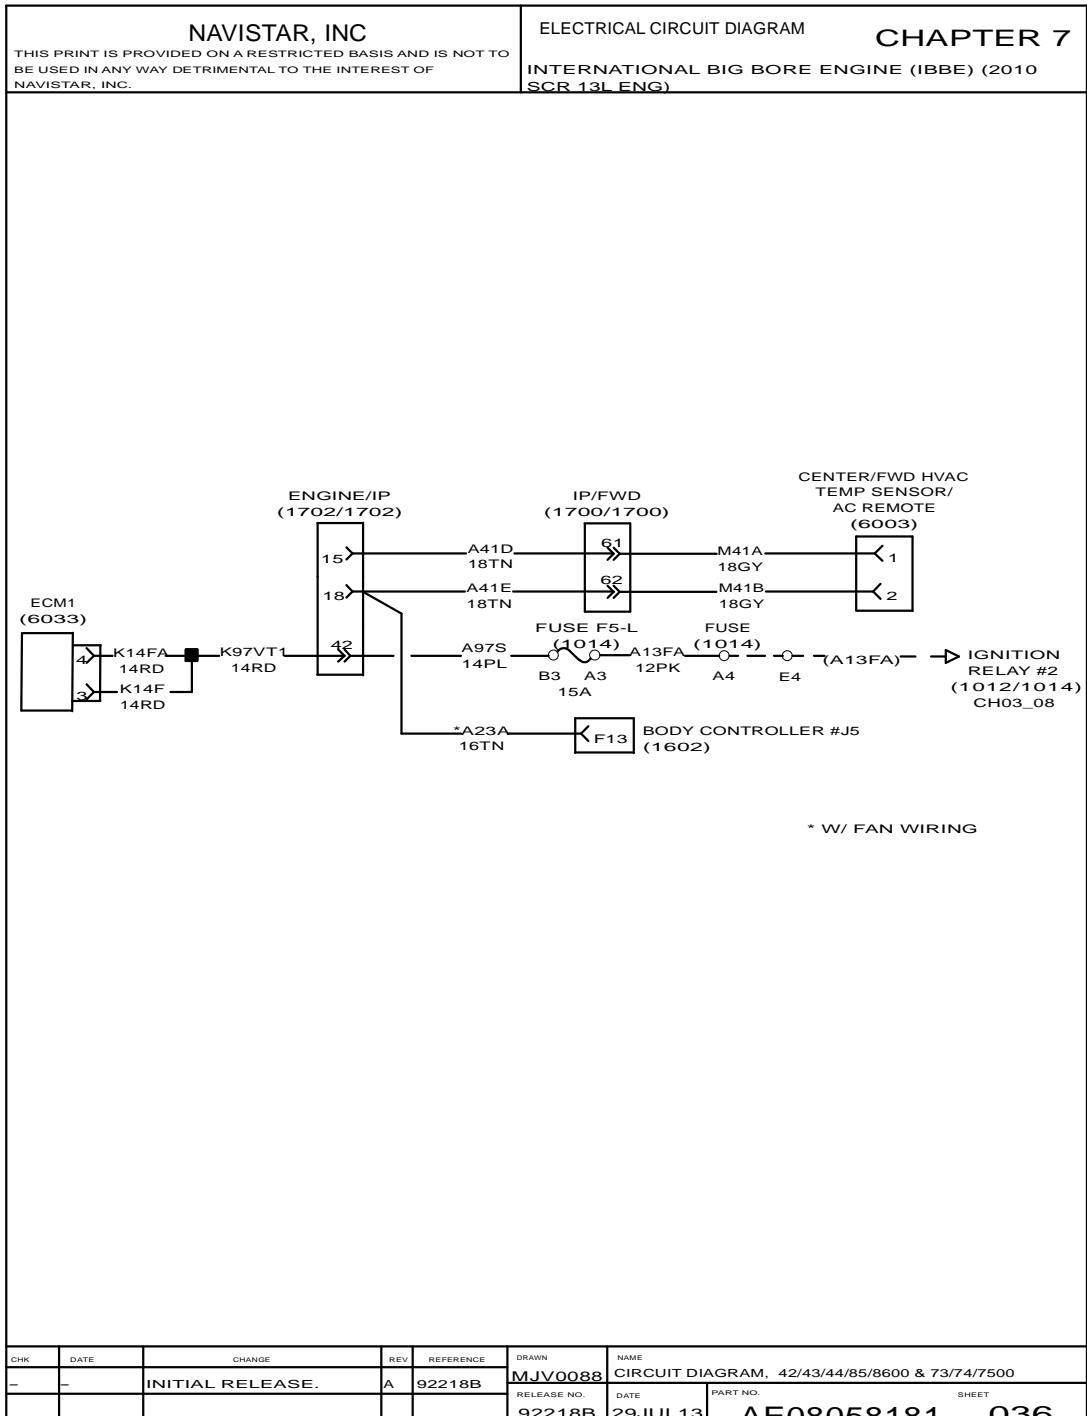 NAVISTAR, INC
THIS PRINT IS PROVIDED ON A RESTRICTED BASIS AND IS NOT TO
BE USED IN ANY WAY DETRIMENTAL TO THE INTEREST OF
NAVISTAR, INC.
ELECTRICAL CIRCUIT DIAGRAM
CHAPTER 7
INTERNATIONAL BIG BORE ENGINE (IBBE) (2010
SCR 13L ENG)
CENTER/FWD HVAC
TEMP SENSOR/
AC REMOTE
(6003)
ENGINE/IP
(1702/1702)
IP/FWD
(1700/1700)
15
A41D
18TN
61
M41A
18GY
1
18
A41E
18TN
62
M41B
18GY
2
ECM1
(6033)
4
K14FA
14RD
3
K14F
14RD
K97VT1
14RD
42
A97S
14PL
FUSE F5-L
(1014)
B3
A3
15A
A13FA
12PK
FUSE
(1014)
A4
E4
(A13FA)
IGNITION
RELAY #2
(1012/1014)
CH03_08
*A23A
16TN
F13
BODY CONTROLLER #J5
(1602)
* W/ FAN WIRING
CHK
DATE
CHANGE
REV
REFERENCE
DRAWN
NAME
–
–
INITIAL RELEASE.
A
92218B
MJV0088
CIRCUIT DIAGRAM, 42/43/44/85/8600 & 73/74/7500
RELEASE NO.
DATE
PART NO.
SHEET
92218B
29JUL13
AE08058181
036